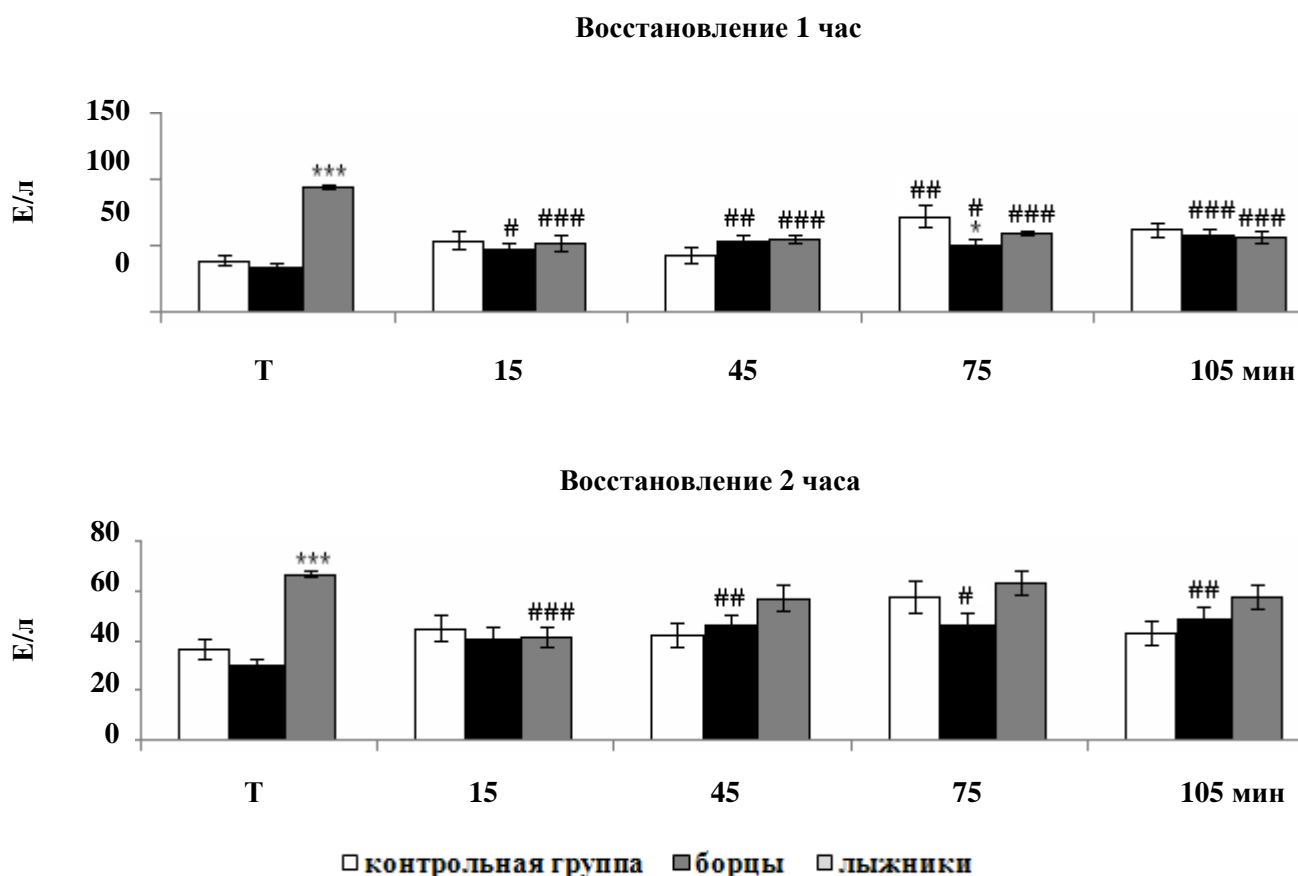 Восстановление 1 час
150
100
50
0
Е/л
***
# ###
## ###
## # * ###
### ###
Т 15 45 75 105 мин
Восстановление 2 часа
80
60
40
20
0
Е/л
***
###
##
#
##
Т 15 45 75 105 мин
контрольная группа борцы лыжники